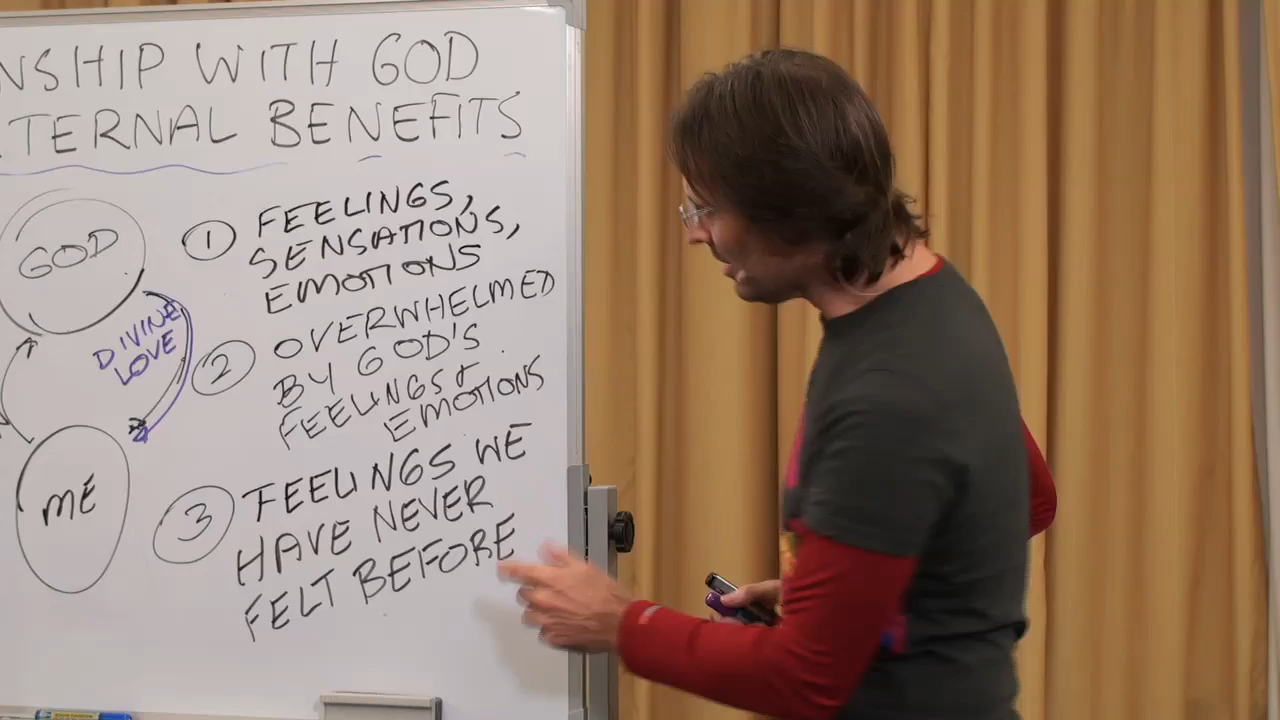 NSHIP WITH GOD
TERNAL BENEFITS
GOD
DIVINE
LOVE
ME
1 FEELINGS,
SENSATIONS,
EMOTIONS
2 OVERWHELMED
BY GOD'S
FEELINGS &
EMOTIONS
3 FEELINGS WE
HAVE NEVER
FELT BEFORE